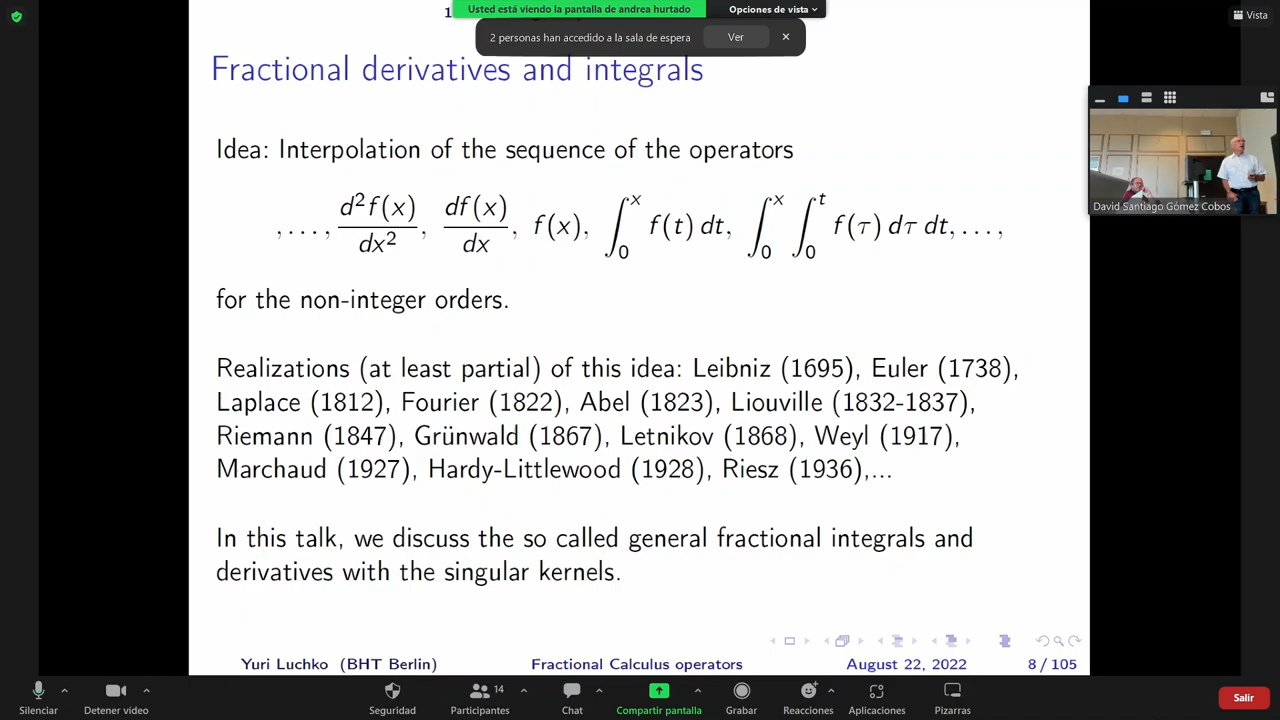 Usted está viendo la pantalla de andrea hurtado
Opciones de vista
Vista
2 personas han accedido a la sala de espera
Ver
Fractional derivatives and integrals
Idea: Interpolation of the sequence of the operators
, . . . , d²f(x)/dx², df(x)/dx, f(x), ∫₀ˣ f(t) dt, ∫₀ˣ ∫₀ᵗ f(τ) dτ dt, . . . ,
for the non-integer orders.
Realizations (at least partial) of this idea: Leibniz (1695), Euler (1738),
Laplace (1812), Fourier (1822), Abel (1823), Liouville (1832-1837),
Riemann (1847), Grünwald (1867), Letnikov (1868), Weyl (1917),
Marchaud (1927), Hardy-Littlewood (1928), Riesz (1936),...
In this talk, we discuss the so called general fractional integrals and
derivatives with the singular kernels.
David Santiago Gómez Cobos
Yuri Luchko (BHT Berlin)
Fractional Calculus operators
August 22, 2022
8 / 105
Silenciar
Detener video
Seguridad
Participantes
14
Chat
Compartir pantalla
Grabar
Reacciones
Aplicaciones
Pizarras
Salir